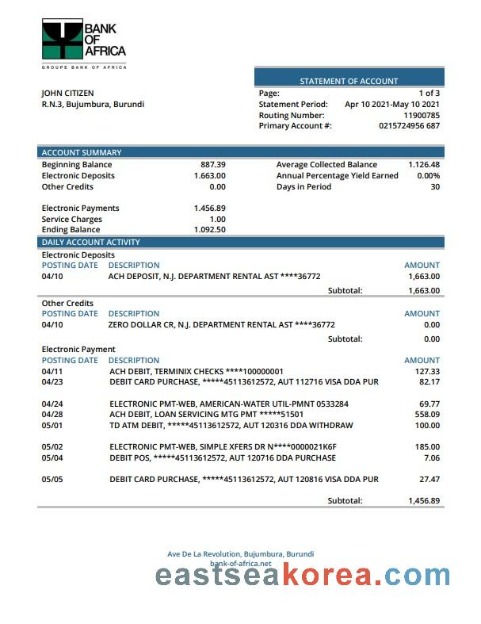 BANK
OF
AFRICA
GROUPE BANK OF AFRICA
STATEMENT OF ACCOUNT
JOHN CITIZEN
R.N.3, Bujumbura, Burundi
Page: 1 of 3
Statement Period: Apr 10 2021-May 10 2021
Routing Number: 11900785
Primary Account #: 0215724956 687
ACCOUNT SUMMARY
Beginning Balance 887.39 Average Collected Balance 1.126.48
Electronic Deposits 1.663.00 Annual Percentage Yield Earned 0.00%
Other Credits 0.00 Days in Period 30
Electronic Payments 1.456.89
Service Charges 1.00
Ending Balance 1.092.50
DAILY ACCOUNT ACTIVITY
Electronic Deposits
POSTING DATE DESCRIPTION AMOUNT
04/10 ACH DEPOSIT, N.J. DEPARTMENT RENTAL AST ****36772 1,663.00
Subtotal: 1,663.00
Other Credits
POSTING DATE DESCRIPTION AMOUNT
04/10 ZERO DOLLAR CR, N.J. DEPARTMENT RENTAL AST ****36772 0.00
Subtotal: 0.00
Electronic Payment
POSTING DATE DESCRIPTION AMOUNT
04/11 ACH DEBIT, TERMINIX CHECKS ****100000001 127.33
04/23 DEBIT CARD PURCHASE, *****45113612572, AUT 112716 VISA DDA PUR 82.17
04/24 ELECTRONIC PMT-WEB, AMERICAN-WATER UTIL-PMNT 0533284 69.77
04/28 ACH DEBIT, LOAN SERVICING MTG PMT *****51501 558.09
05/01 TD ATM DEBIT, *****45113612572, AUT 120316 DDA WITHDRAW 100.00
05/02 ELECTRONIC PMT-WEB, SIMPLE XFERS DR N****0000021K6F 185.00
05/04 DEBIT POS, *****45113612572, AUT 120716 DDA PURCHASE 7.06
05/05 DEBIT CARD PURCHASE, *****45113612572, AUT 120816 VISA DDA PUR 27.47
Subtotal: 1,456.89
Ave De La Revolution, Bujumbura, Burundi
bank-of-africa.net
eastseakorea.com